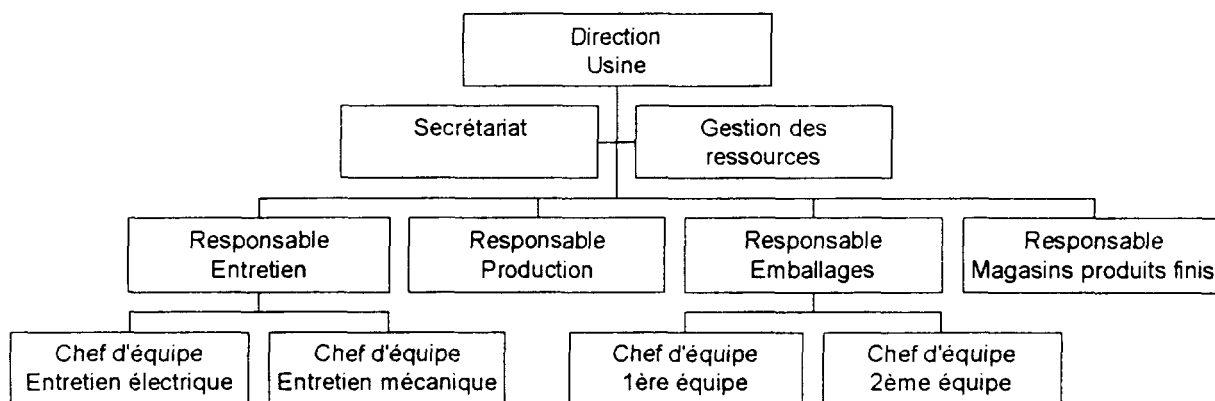 Direction
Usine
Secrétariat
Gestion des
ressources
Responsable
Entretien
Responsable
Production
Responsable
Emballages
Responsable
Magasins produits finis
Chef d'équipe
Entretien électrique
Chef d'équipe
Entretien mécanique
Chef d'équipe
1ère équipe
Chef d'équipe
2ème équipe